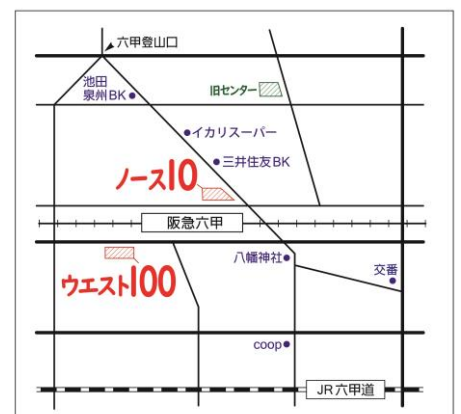 六甲登山口
池田
泉州BK
旧センター
イカリスーパー
三井住友BK
ノース10
阪急六甲
八幡神社
交番
ウエスト100
coop
JR六甲道